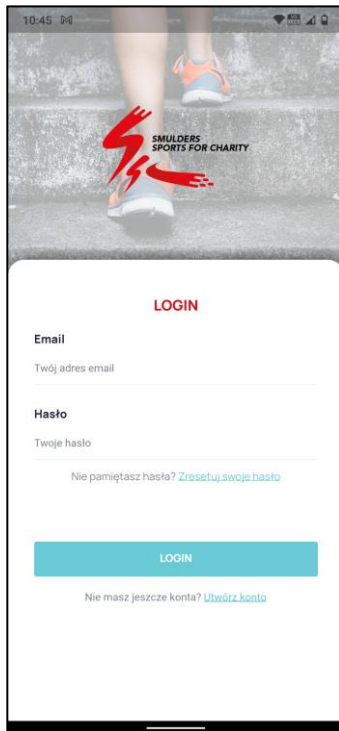 10:45
SMULDERS
SPORTS FOR CHARITY
LOGIN
Email
Twój adres email
Hasło
Twoje hasło
Nie pamiętasz hasła? Zresetuj swoje hasło
LOGIN
Nie masz jeszcze konta? Utwórz konto